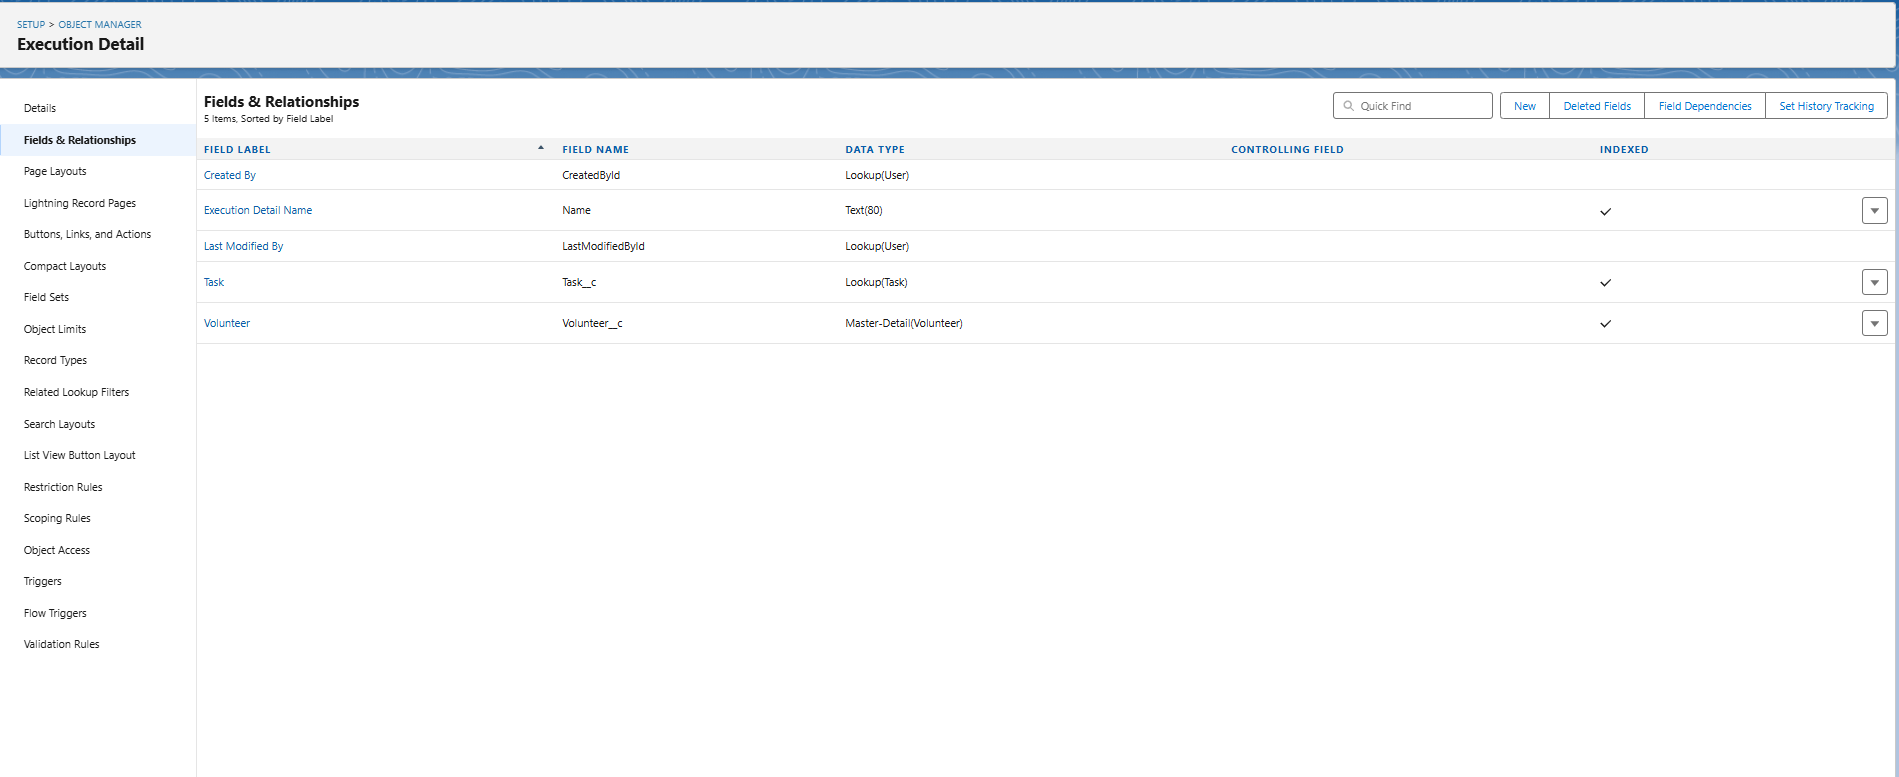 SETUP > OBJECT MANAGER
Execution Detail
Details
Fields & Relationships
Page Layouts
Lightning Record Pages
Buttons, Links, and Actions
Compact Layouts
Field Sets
Object Limits
Record Types
Related Lookup Filters
Search Layouts
List View Button Layout
Restriction Rules
Scoping Rules
Object Access
Triggers
Flow Triggers
Validation Rules
Fields & Relationships
5 Items, Sorted by Field Label
Quick Find
New
Deleted Fields
Field Dependencies
Set History Tracking
FIELD LABEL FIELD NAME DATA TYPE CONTROLLING FIELD INDEXED
Created By CreatedById Lookup(User)
Execution Detail Name Name Text(80)
Last Modified By LastModifiedById Lookup(User)
Task Task__c Lookup(Task)
Volunteer Volunteer__c Master-Detail(Volunteer)